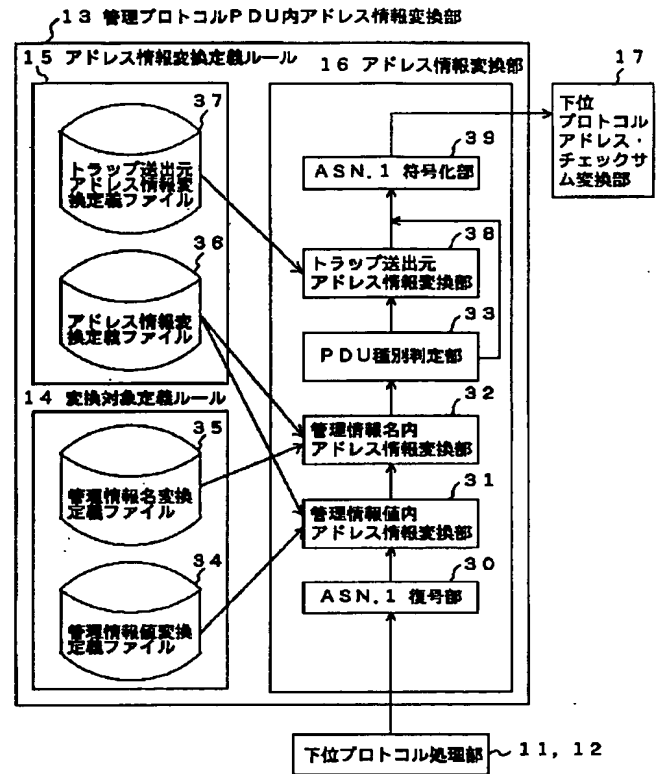 13 管理プロトコルPDU内アドレス情報変換部
15 アドレス情報変換定義ルール
16 アドレス情報変換部
17
下位
プロトコル
アドレス・
チェックサ
ム変換部
37
トラップ送出元
アドレス情報変
換定義ファイル
39
ASN.1 符号化部
38
トラップ送出元
アドレス情報変換部
36
アドレス情報変
換定義ファイル
33
PDU種別判定部
14 変換対象定義ルール
32
管理情報名内
アドレス情報変換部
35
管理情報名変換
定義ファイル
31
管理情報値内
アドレス情報変換部
34
管理情報値変換
定義ファイル
30
ASN.1 復号部
下位プロトコル処理部
11, 12